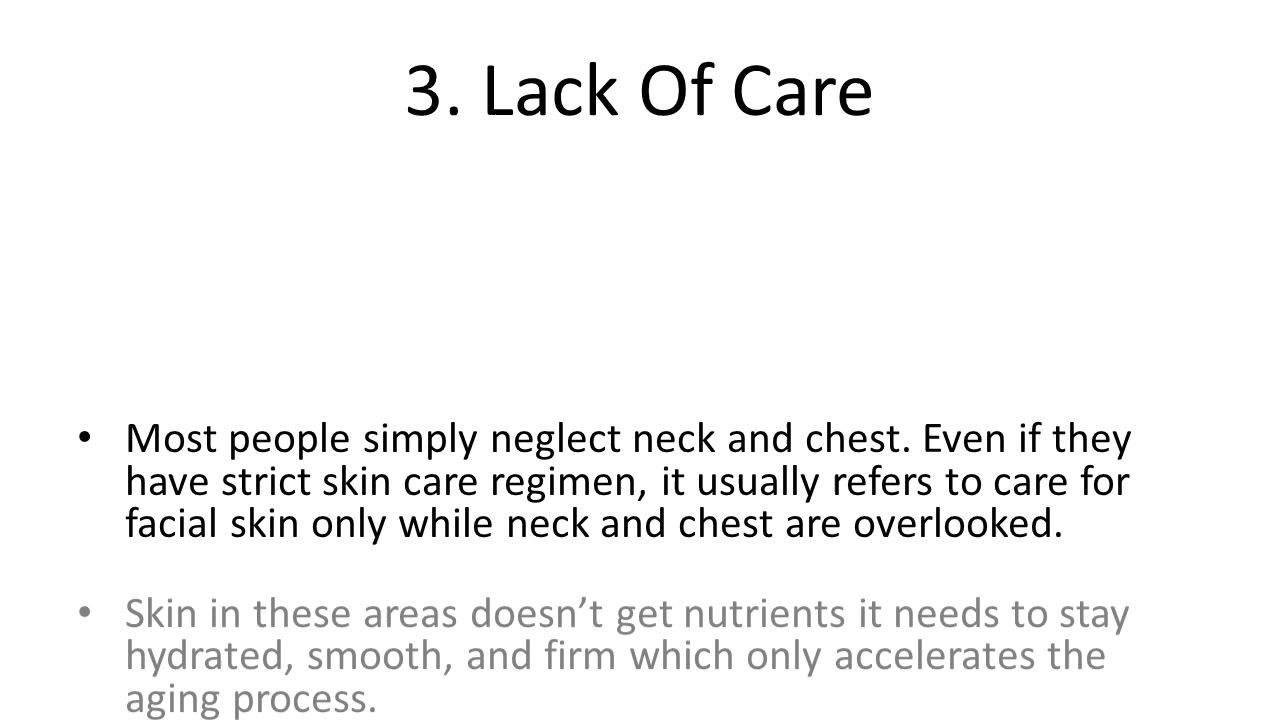 3. Lack Of Care
• Most people simply neglect neck and chest. Even if they
have strict skin care regimen, it usually refers to care for
facial skin only while neck and chest are overlooked.
• Skin in these areas doesn’t get nutrients it needs to stay
hydrated, smooth, and firm which only accelerates the
aging process.